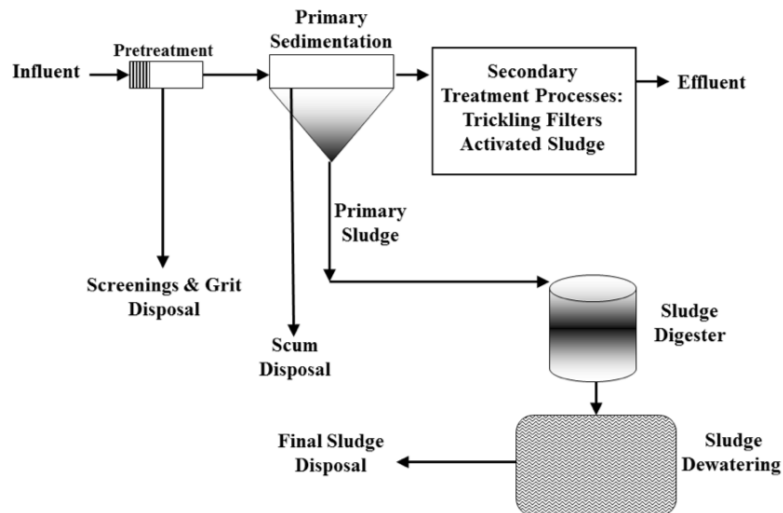 Primary
Sedimentation
Pretreatment
Influent
Secondary
Treatment Processes:
Trickling Filters
Activated Sludge
Effluent
Primary
Sludge
Screenings & Grit
Disposal
Scum
Disposal
Sludge
Digester
Final Sludge
Disposal
Sludge
Dewatering